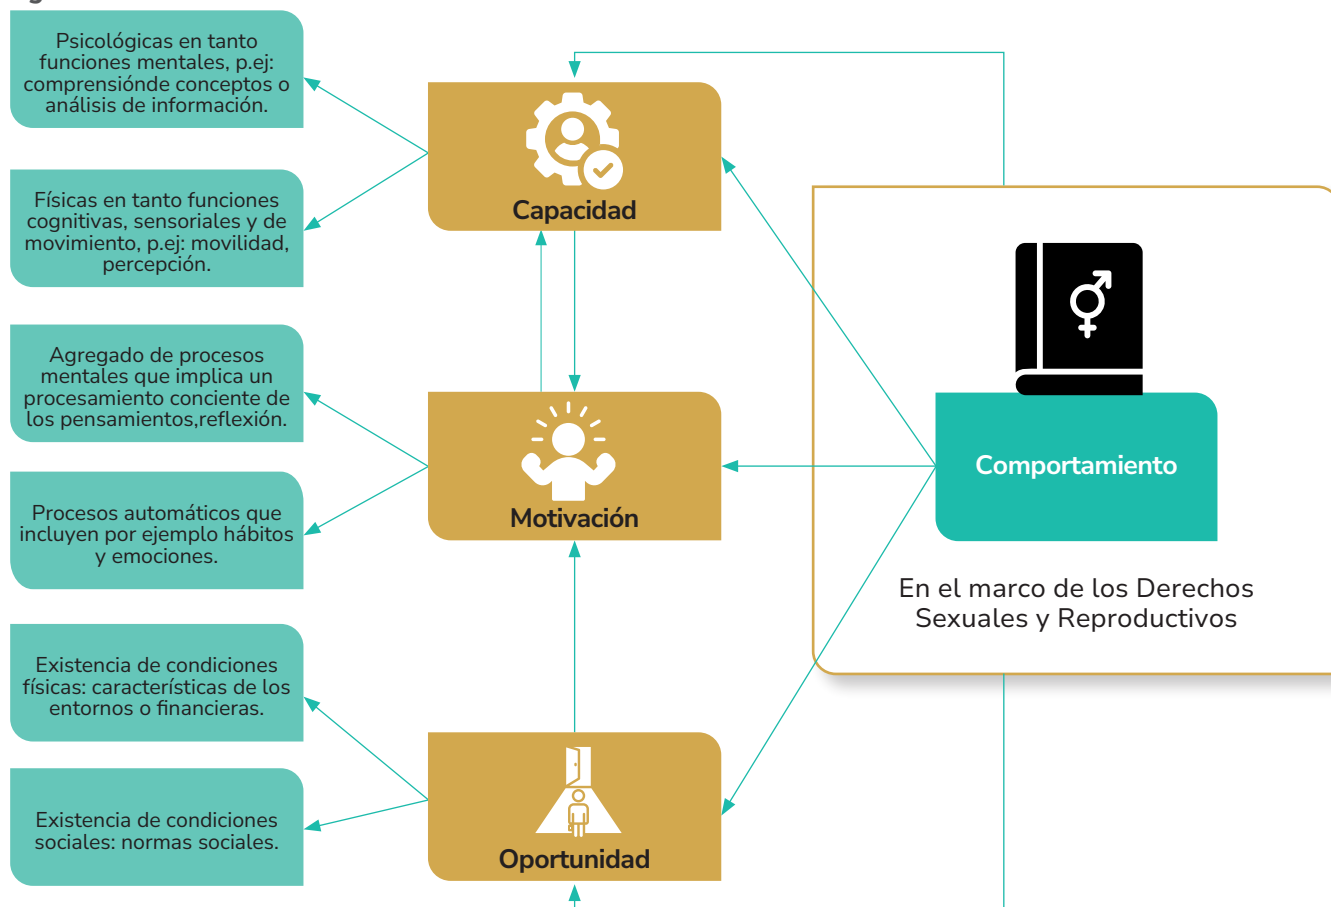 Psicológicas en tanto
funciones mentales, p.ej:
comprensiónde conceptos o
análisis de información.
Físicas en tanto funciones
cognitivas, sensoriales y de
movimiento, p.ej: movilidad,
percepción.
Agregado de procesos
mentales que implica un
procesamiento conciente de
los pensamientos,reflexión.
Procesos automáticos que
incluyen por ejemplo hábitos
y emociones.
Existencia de condiciones
físicas: características de los
entornos o financieras.
Existencia de condiciones
sociales: normas sociales.
Capacidad
Motivación
Oportunidad
Comportamiento
En el marco de los Derechos
Sexuales y Reproductivos